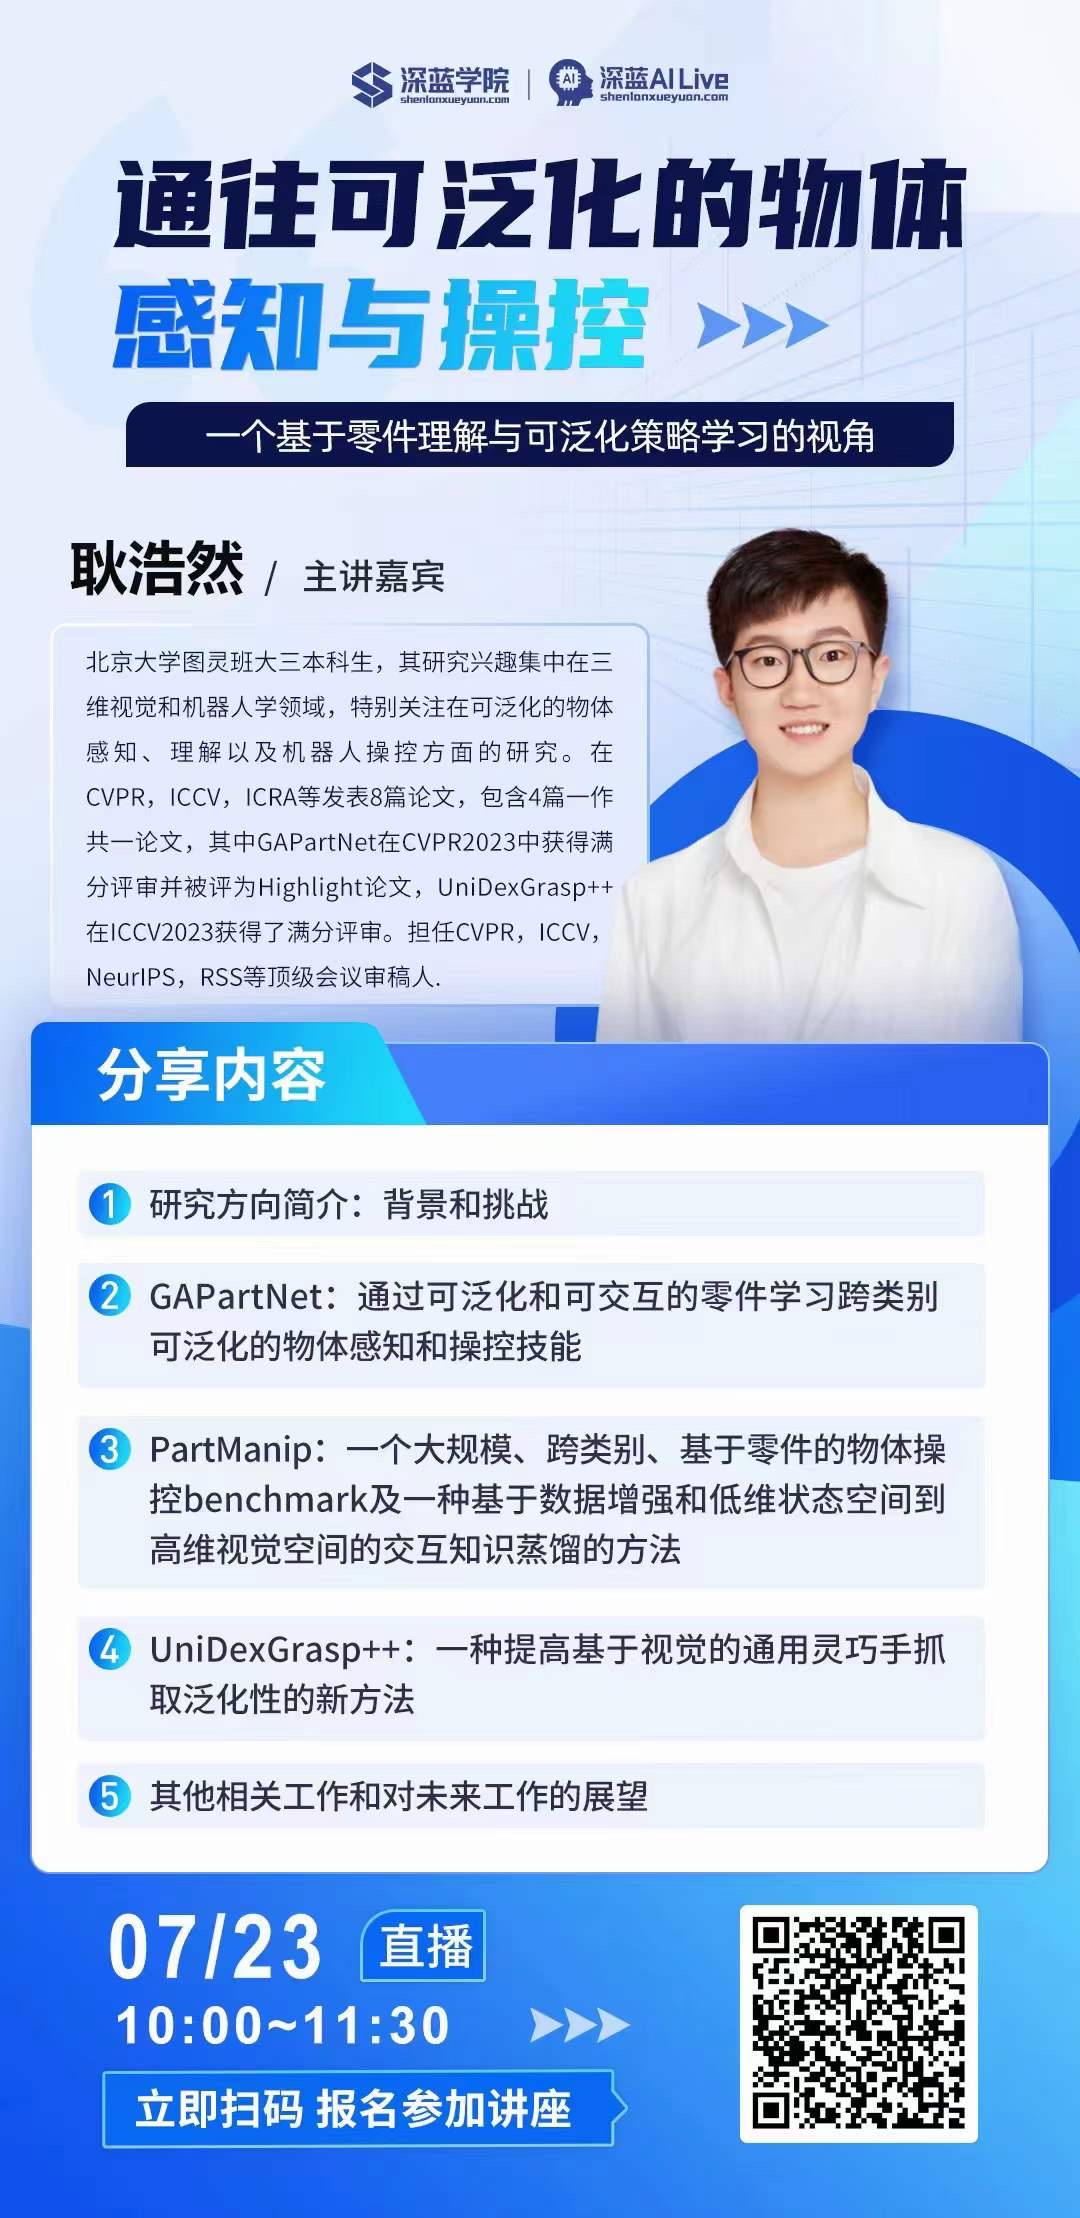 深蓝学院
shenlanxueyuan.com
深蓝AI Live
shenlanxueyuan.com
AI
通往可泛化的物体
感知与操控
一个基于零件理解与可泛化策略学习的视角
耿浩然 / 主讲嘉宾
北京大学图灵班大三本科生，其研究兴趣集中在三
维视觉和机器人学领域，特别关注在可泛化的物体
感知、理解以及机器人操控方面的研究。在
CVPR，ICCV，ICRA等发表8篇论文，包含4篇一作
共一论文，其中GAPartNet在CVPR2023中获得满
分评审并被评为Highlight论文，UniDexGrasp++
在ICCV2023获得了满分评审。担任CVPR，ICCV，
NeurIPS，RSS等顶级会议审稿人.
分享内容
1 研究方向简介：背景和挑战
2 GAPartNet：通过可泛化和可交互的零件学习跨类别
可泛化的物体感知和操控技能
3 PartManip：一个大规模、跨类别、基于零件的物体操
控benchmark及一种基于数据增强和低维状态空间到
高维视觉空间的交互知识蒸馏的方法
4 UniDexGrasp++：一种提高基于视觉的通用灵巧手抓
取泛化性的新方法
5 其他相关工作和对未来工作的展望
07/23 直播
10:00~11:30
立即扫码 报名参加讲座